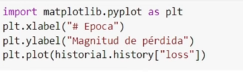 import matplotlib.pyplot as plt
plt.xlabel("# Epoca")
plt.ylabel("Magnitud de pérdida")
plt.plot(historial.history["loss"])